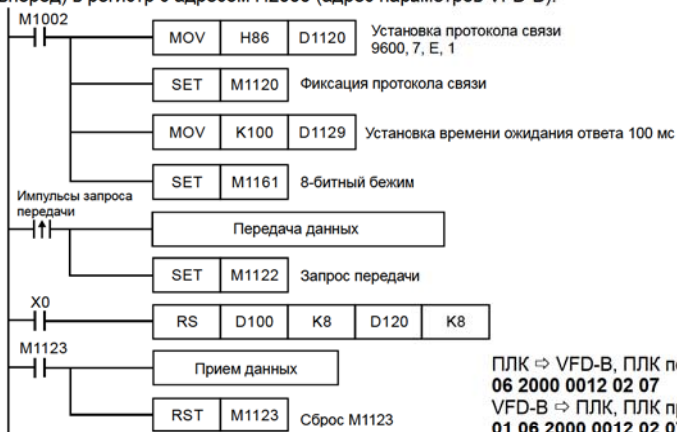 M1002
MOV H86 D1120 Установка протокола связи
9600, 7, E, 1
SET M1120 Фиксация протокола связи
MOV K100 D1129 Установка времени ожидания ответа 100 мс
SET M1161 8-битный бежим
Импульсы запроса
передачи
Передача данных
SET M1122 Запрос передачи
X0
RS D100 K8 D120 K8
M1123
Прием данных
RST M1123 Сброс M1123
ПЛК ⇨ VFD-B, ПЛК
06 2000 0012 02 07
VFD-B ⇨ ПЛК, ПЛК
01 06 2000 0012 02